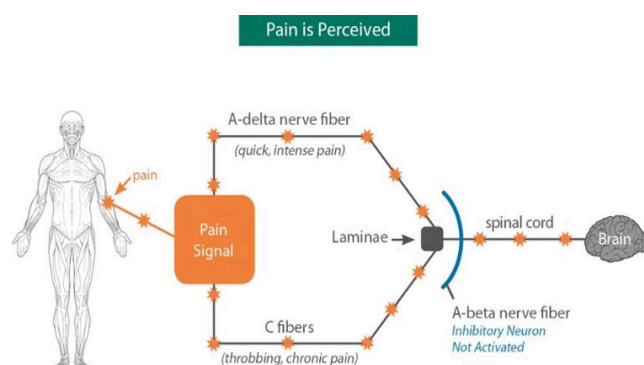 Pain is Perceived
A-delta nerve fiber
(quick, intense pain)
pain
Pain
Signal
Laminae
spinal cord
Brain
A-beta nerve fiber
Inhibitory Neuron
Not Activated
C fibers
(throbbing, chronic pain)